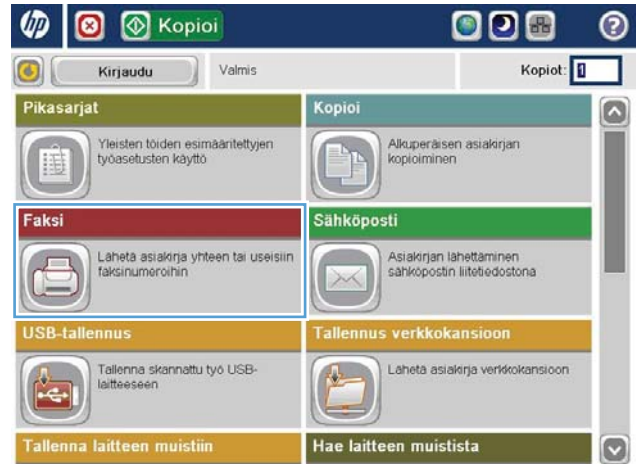 hp
Kopioi
?
Kirjaudu
Valmis
Kopiot: 1
Pikasarjat
Yleisten töiden esimääritettyjen
työasetusten käyttö
Kopioi
Alkuperäisen asiakirjan
kopioiminen
Faksi
Lähetä asiakirja yhteen tai useisiin
faksinumeroihin
Sähköposti
Asiakirjan lähettäminen
sähköpostin liitetiedostona
USB-tallennus
Tallenna skannattu työ USB-
laitteeseen
Tallennus verkkokansioon
Lähetä asiakirja verkkokansioon
Tallenna laitteen muistiin
Hae laitteen muistista